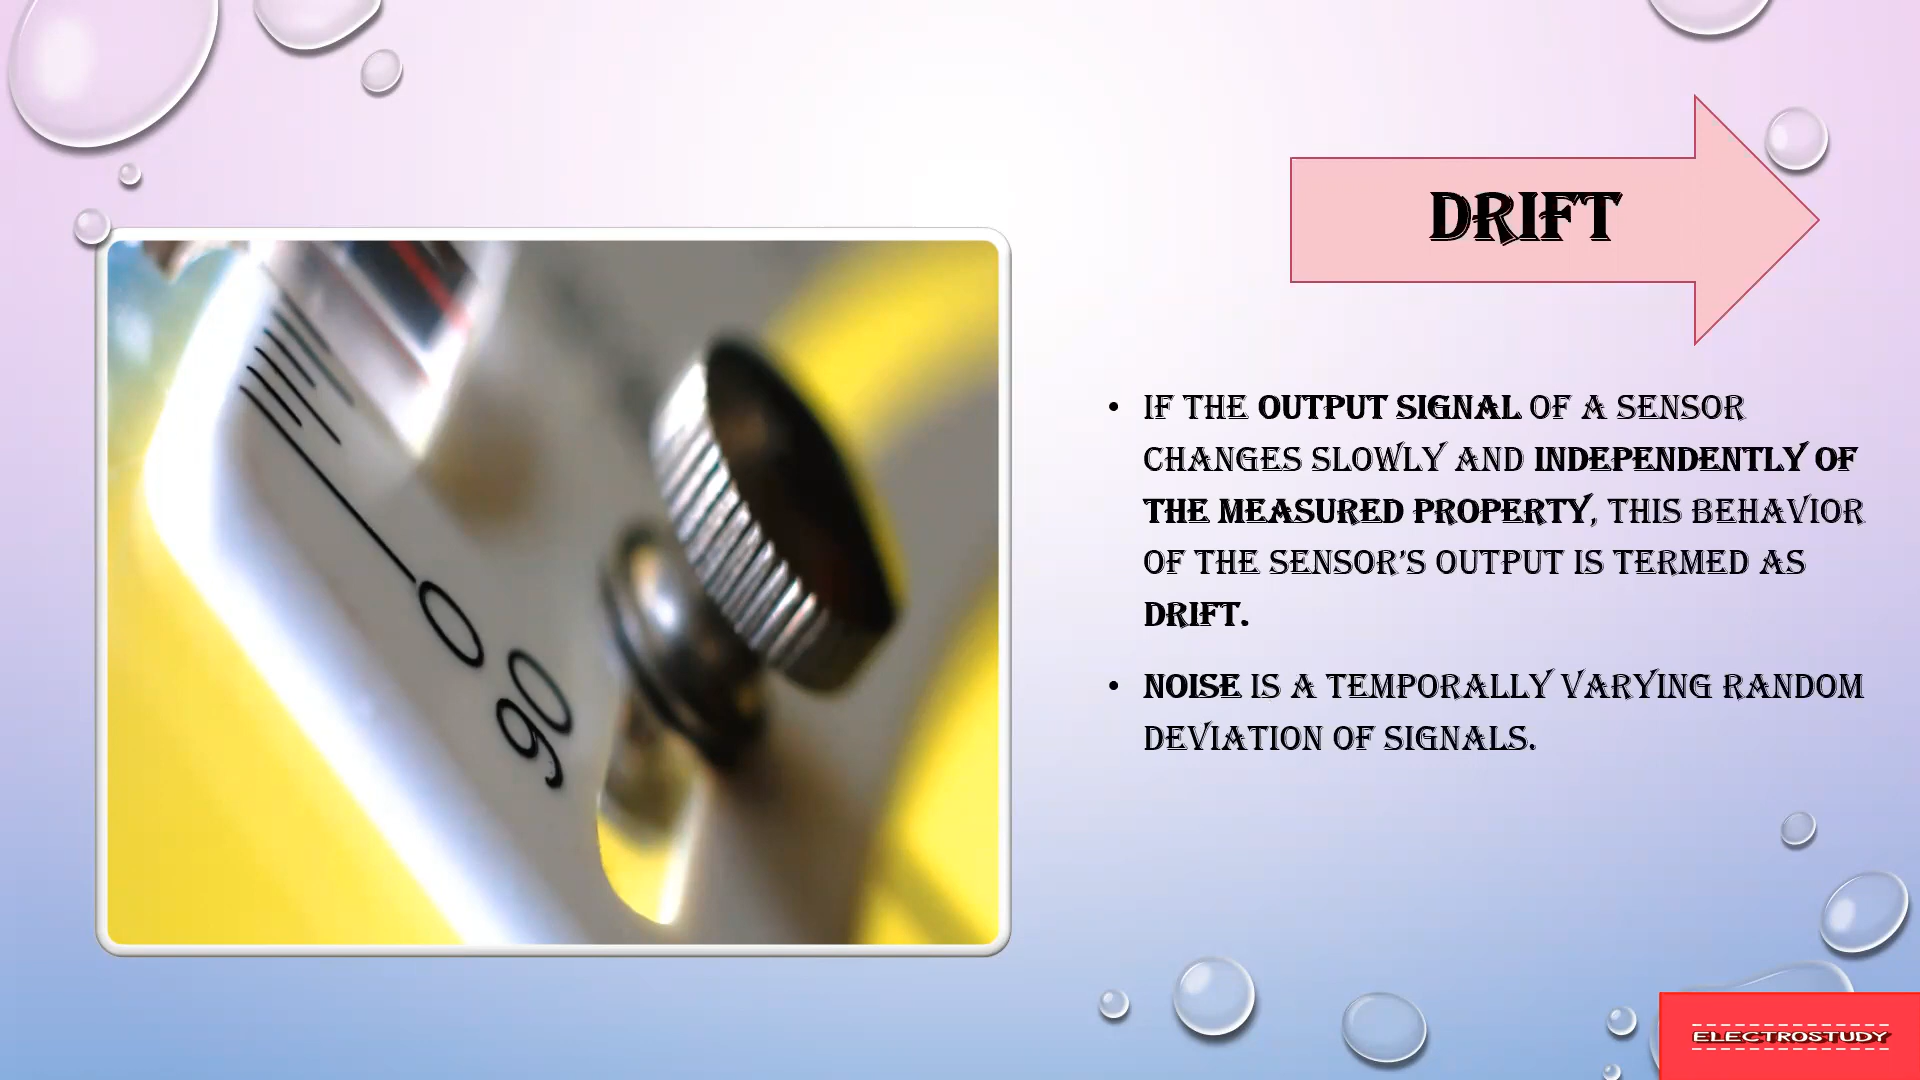 DRIFT
0
90
• IF THE OUTPUT SIGNAL OF A SENSOR
CHANGES SLOWLY AND INDEPENDENTLY OF
THE MEASURED PROPERTY, THIS BEHAVIOR
OF THE SENSOR’S OUTPUT IS TERMED AS
DRIFT.
• NOISE IS A TEMPORALLY VARYING RANDOM
DEVIATION OF SIGNALS.
ELECTROSTUDY